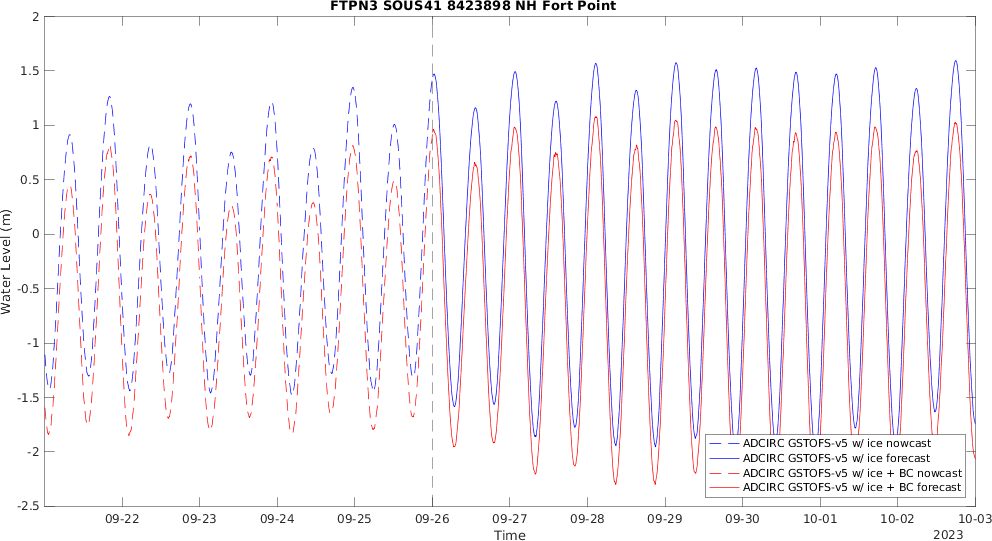 FTPN3 SOUS41 8423898 NH Fort Point
2
1.5
1
0.5
0
-0.5
-1
-1.5
-2
-2.5
Water Level (m)
ADCIRC GSTOFS-v5 w/ ice nowcast
ADCIRC GSTOFS-v5 w/ ice forecast
ADCIRC GSTOFS-v5 w/ ice + BC nowcast
ADCIRC GSTOFS-v5 w/ ice + BC forecast
09-22 09-23 09-24 09-25 09-26 09-27 09-28 09-29 09-30 10-01 10-02 10-03
Time
2023